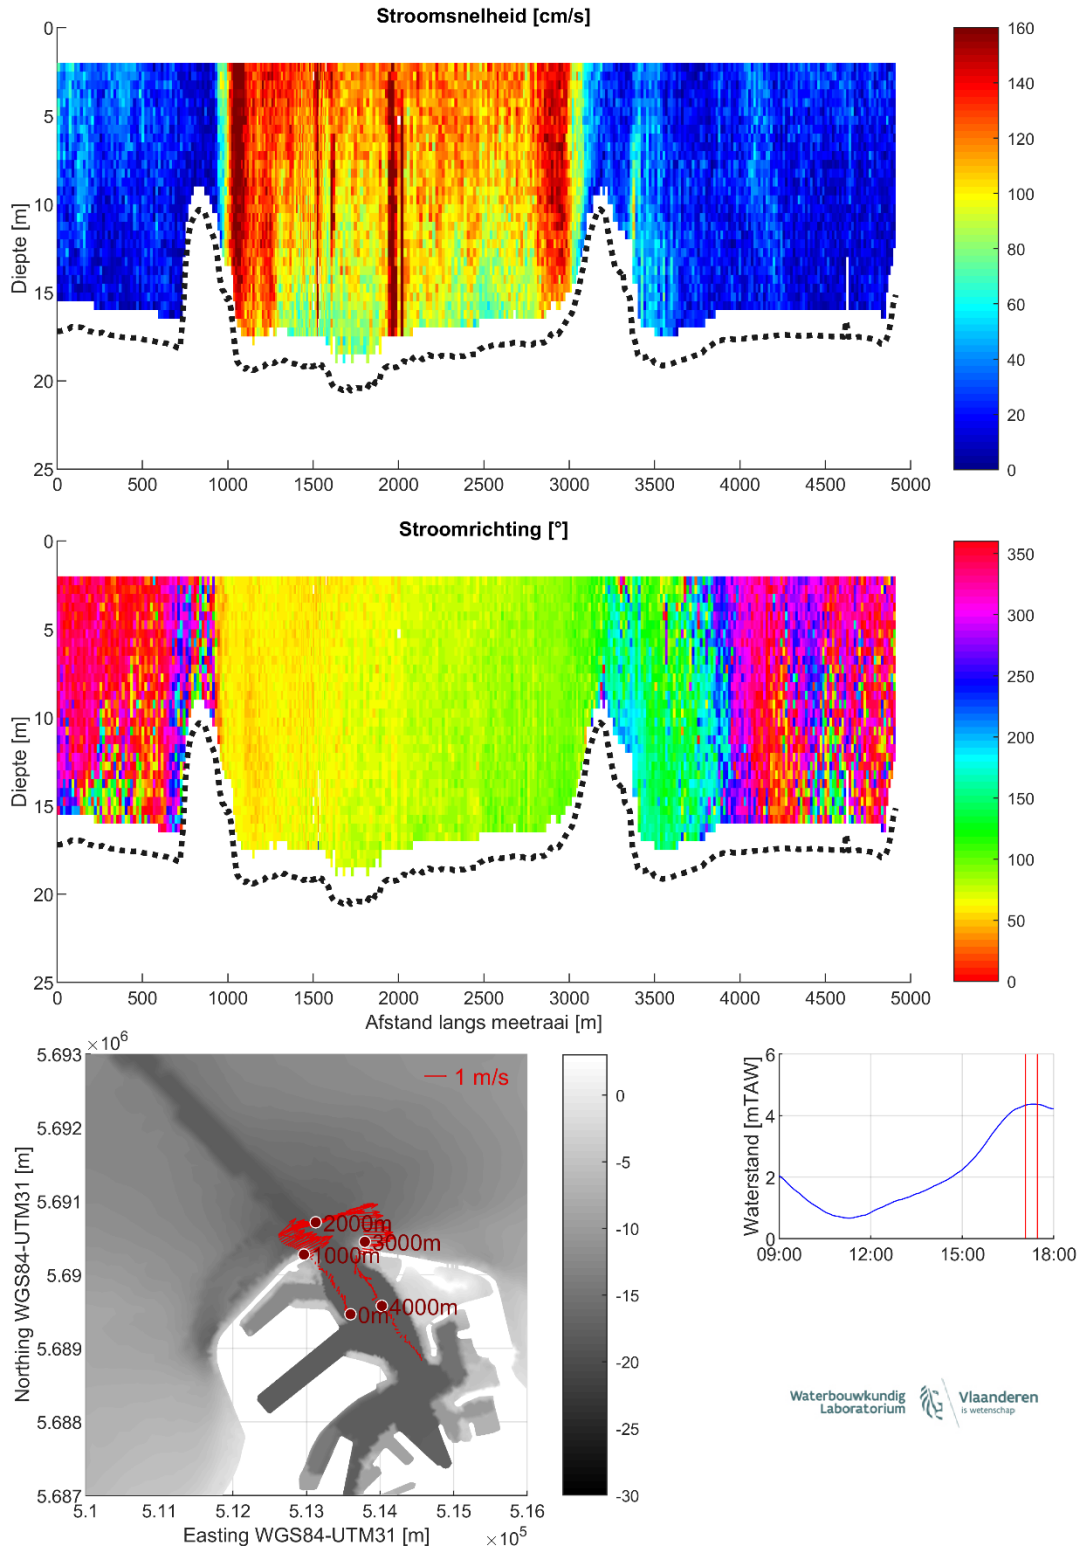 Stroomsnelheid [cm/s]
Diepte [m]
0
5
10
15
20
25
0 500 1000 1500 2000 2500 3000 3500 4000 4500 5000
160
140
120
100
80
60
40
20
0
Stroomrichting [°]
Diepte [m]
0
5
10
15
20
25
0 500 1000 1500 2000 2500 3000 3500 4000 4500 5000
Afstand langs meetraai [m]
350
300
250
200
150
100
50
0
×10⁶
Northing WGS84-UTM31 [m]
5.693
5.692
5.691
5.69
5.689
5.688
5.687
1 m/s
2000m
3000m
1000m
4000m
0m
5.1 5.11 5.12 5.13 5.14 5.15 5.16
Easting WGS84-UTM31 [m]
×10⁵
0
-5
-10
-15
-20
-25
-30
Waterstand [mTAW]
6
4
2
0
09:00 12:00 15:00 18:00
Waterbouwkundig
Laboratorium
Vlaanderen
is wetenschap